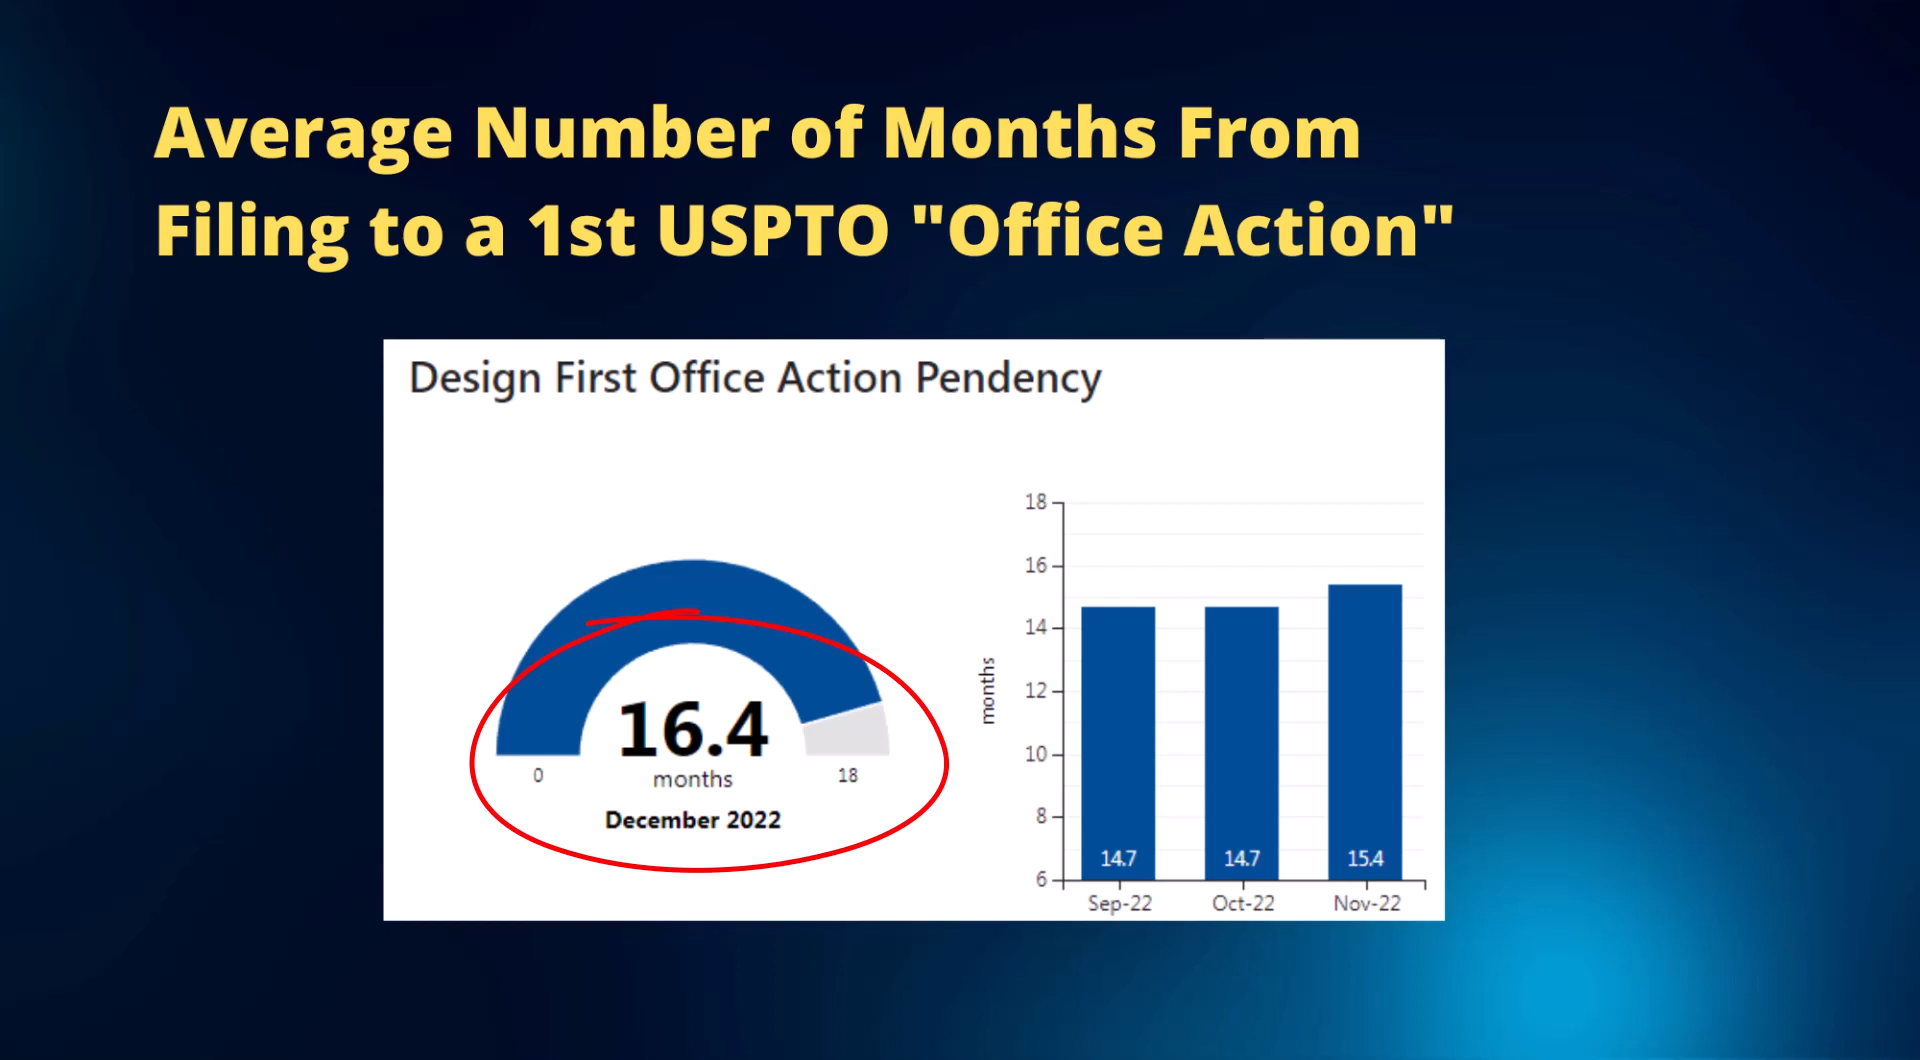 Average Number of Months From
Filing to a 1st USPTO "Office Action"
Design First Office Action Pendency
16.4
months
0
18
December 2022
months
18
16
14
12
10
8
6
14.7
14.7
15.4
Sep-22
Oct-22
Nov-22